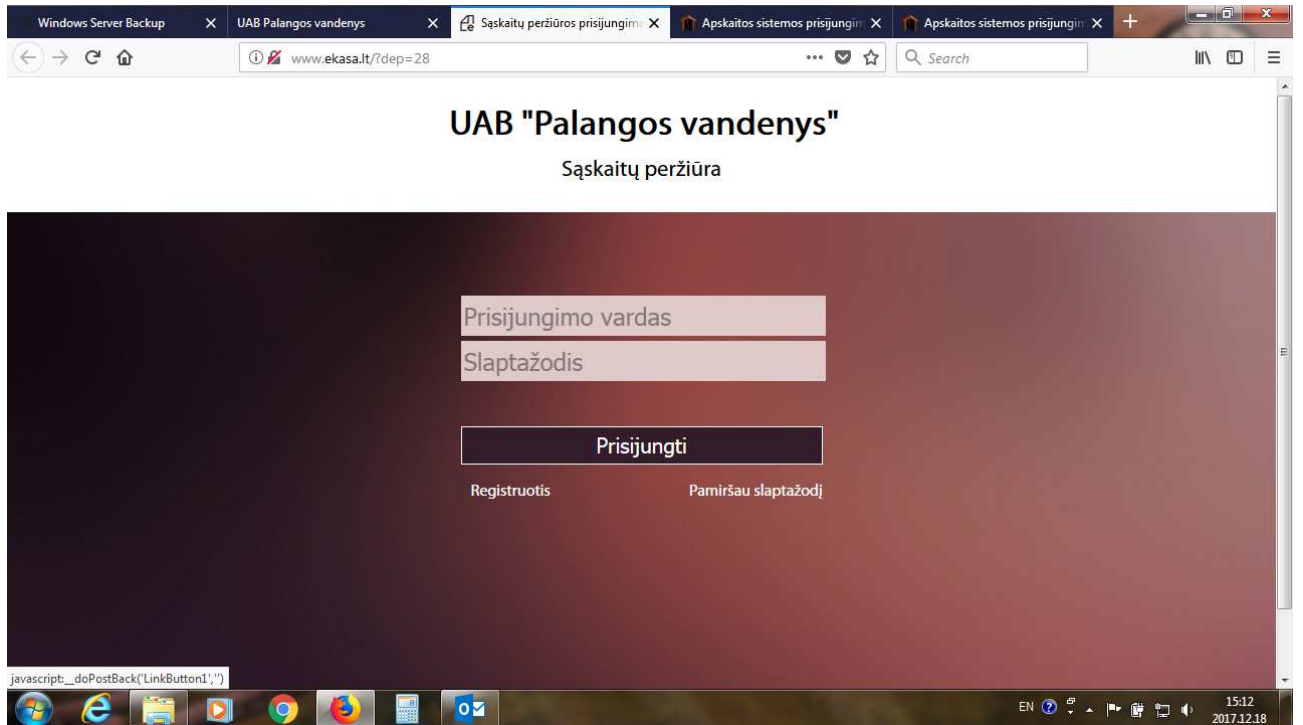 Windows Server Backup
UAB Palangos vandenys
Sąskaitų peržiūros prisijungim
Apskaitos sistemos prisijungin
Apskaitos sistemos prisijungin
www.ekasa.lt/?dep=28
Search
UAB "Palangos vandenys"
Sąskaitų peržiūra
Prisijungimo vardas
Slaptažodis
Prisijungti
Registruotis Pamiršau slaptažodį
javascript:__doPostBack('LinkButton1','')
EN 15:12
2017.12.18